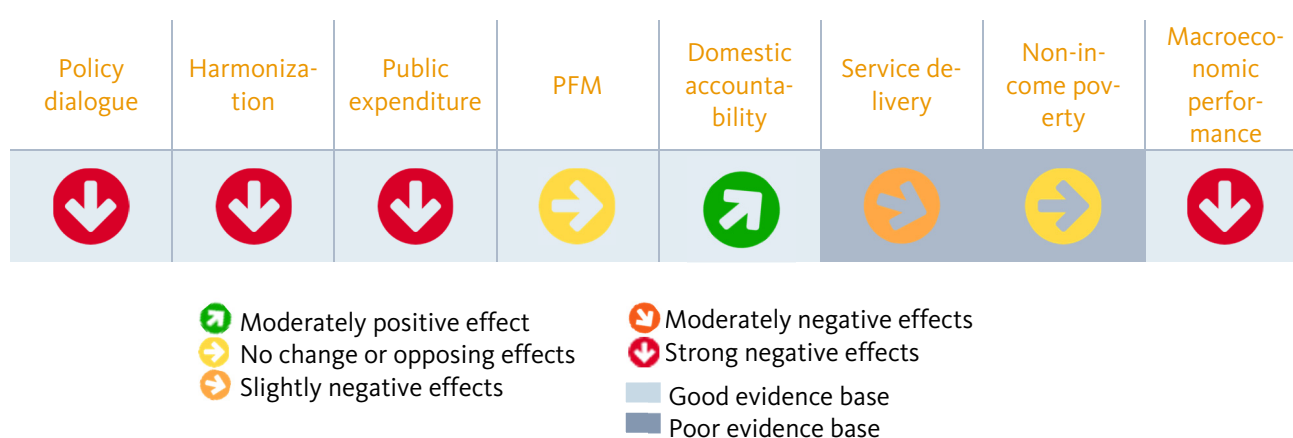 Policy
dialogue
Harmoniza-
tion
Public
expenditure
PFM
Domestic
accounta-
bility
Service de-
livery
Non-in-
come pov-
erty
Macroeco-
nomic
perfor-
mance
Moderately positive effect
No change or opposing effects
Slightly negative effects
Moderately negative effects
Strong negative effects
Good evidence base
Poor evidence base